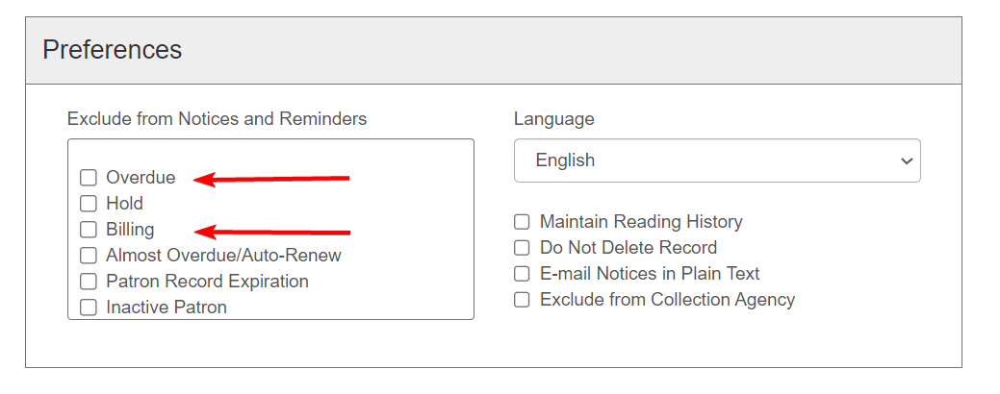 Preferences
Exclude from Notices and Reminders
Overdue
Hold
Billing
Almost Overdue/Auto-Renew
Patron Record Expiration
Inactive Patron
Language
English
Maintain Reading History
Do Not Delete Record
E-mail Notices in Plain Text
Exclude from Collection Agency